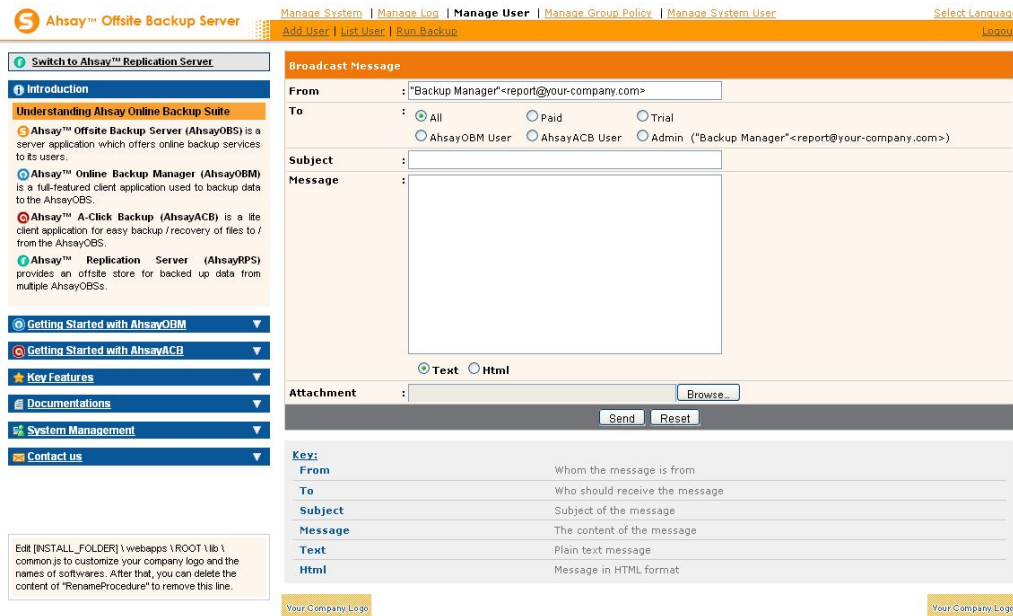 Ahsay™ Offsite Backup Server
Manage System | Manage Log | Manage User | Manage Group Policy | Manage System User
Select Language
Add User | List User | Run Backup
Logout
Switch to Ahsay™ Replication Server
Introduction
Understanding Ahsay Online Backup Suite
Ahsay™ Offsite Backup Server (AhsayOBS) is a
server application which offers online backup services
to its users.
Ahsay™ Online Backup Manager (AhsayOBM)
is a full-featured client application used to backup data
to the AhsayOBS.
Ahsay™ A-Click Backup (AhsayACB) is a lite
client application for easy backup / recovery of files to /
from the AhsayOBS.
Ahsay™ Replication Server (AhsayRPS)
provides an offsite store for backed up data from
multiple AhsayOBSs.
Getting Started with AhsayOBM
Getting Started with AhsayACB
Key Features
Documentations
System Management
Contact us
Edit [INSTALL_FOLDER] \ webapps \ ROOT \ lib \
common.js to customize your company logo and the
names of softwares. After that, you can delete the
content of "RenameProcedure" to remove this line.
Broadcast Message
From : "Backup Manager"<report@your-company.com>
To : All Paid Trial
AhsayOBM User AhsayACB User Admin ("Backup Manager"<report@your-company.com>)
Subject :
Message :
Text Html
Attachment : Browse...
Send Reset
Key:
From Whom the message is from
To Who should receive the message
Subject Subject of the message
Message The content of the message
Text Plain text message
Html Message in HTML format
Your Company Logo
Your Company Logo